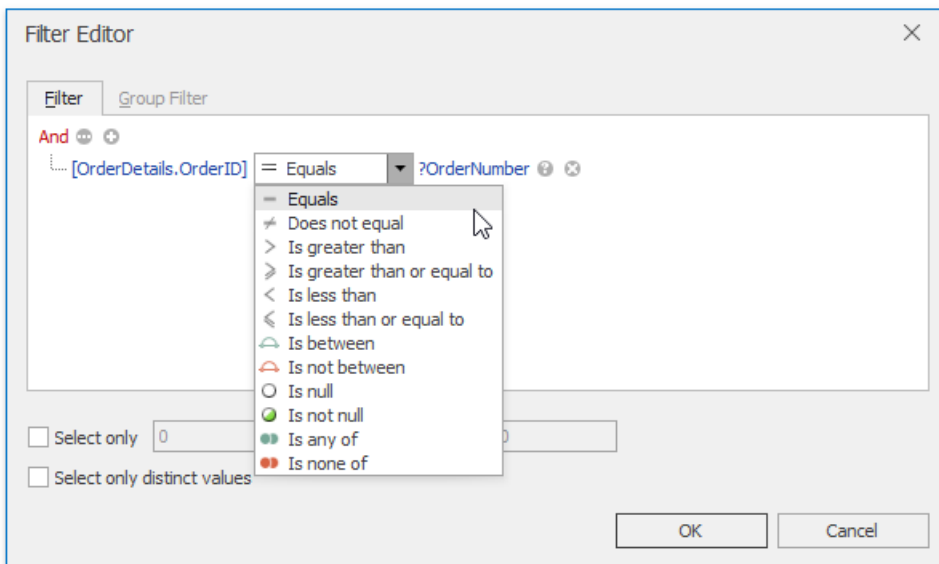 Filter Editor
Filter Group Filter
And
[OrderDetails.OrderID] = Equals ?OrderNumber
= Equals
≠ Does not equal
> Is greater than
⩾ Is greater than or equal to
< Is less than
⩽ Is less than or equal to
Is between
Is not between
Is null
Is not null
Is any of
Is none of
Select only 0 0
Select only distinct values
OK Cancel